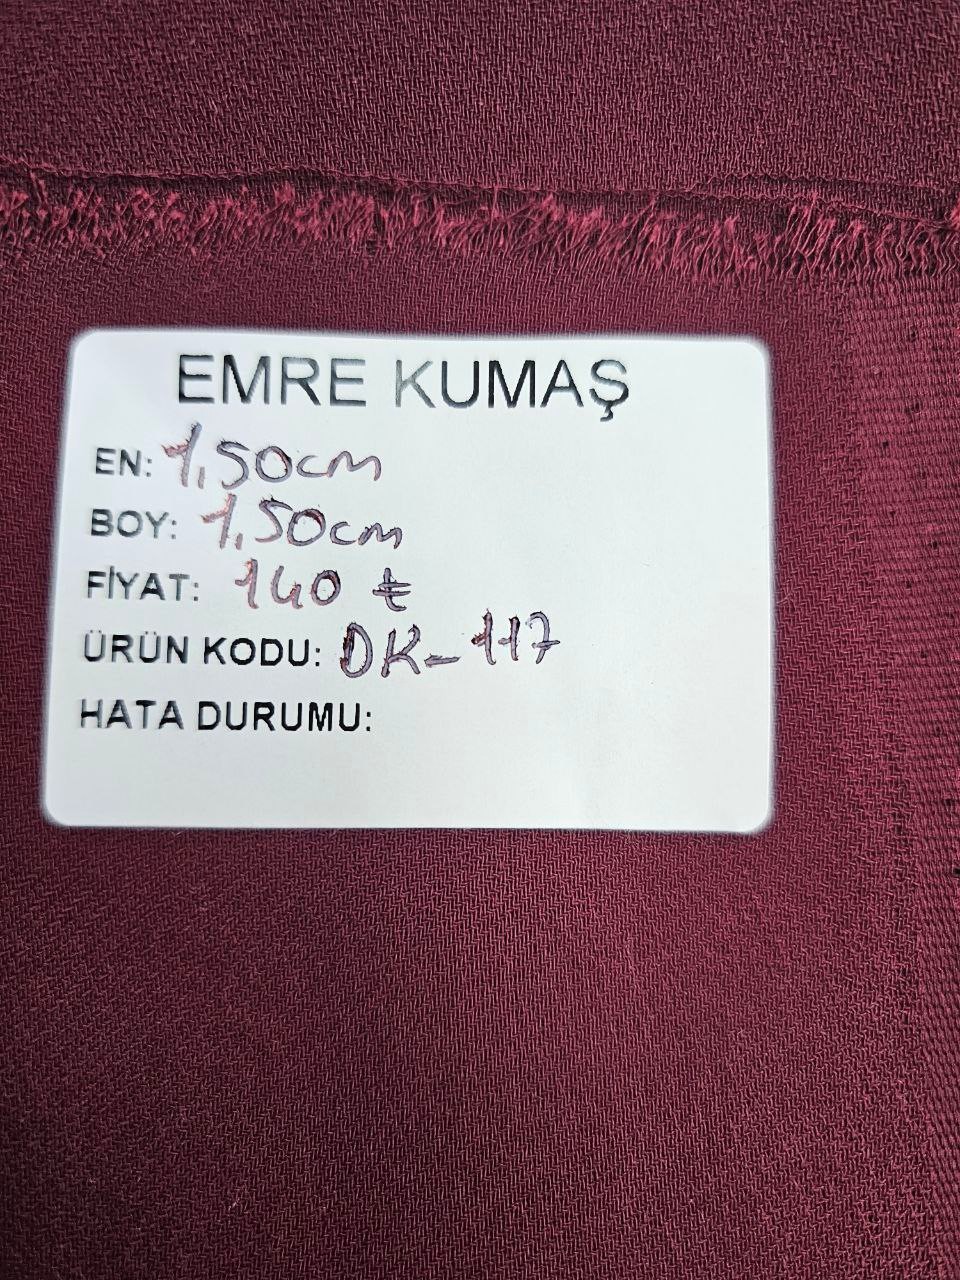 EMRE KUMAŞ
EN: 1,50cm
BOY: 1,50cm
FİYAT: 140 ₺
ÜRÜN KODU: DK-117
HATA DURUMU: